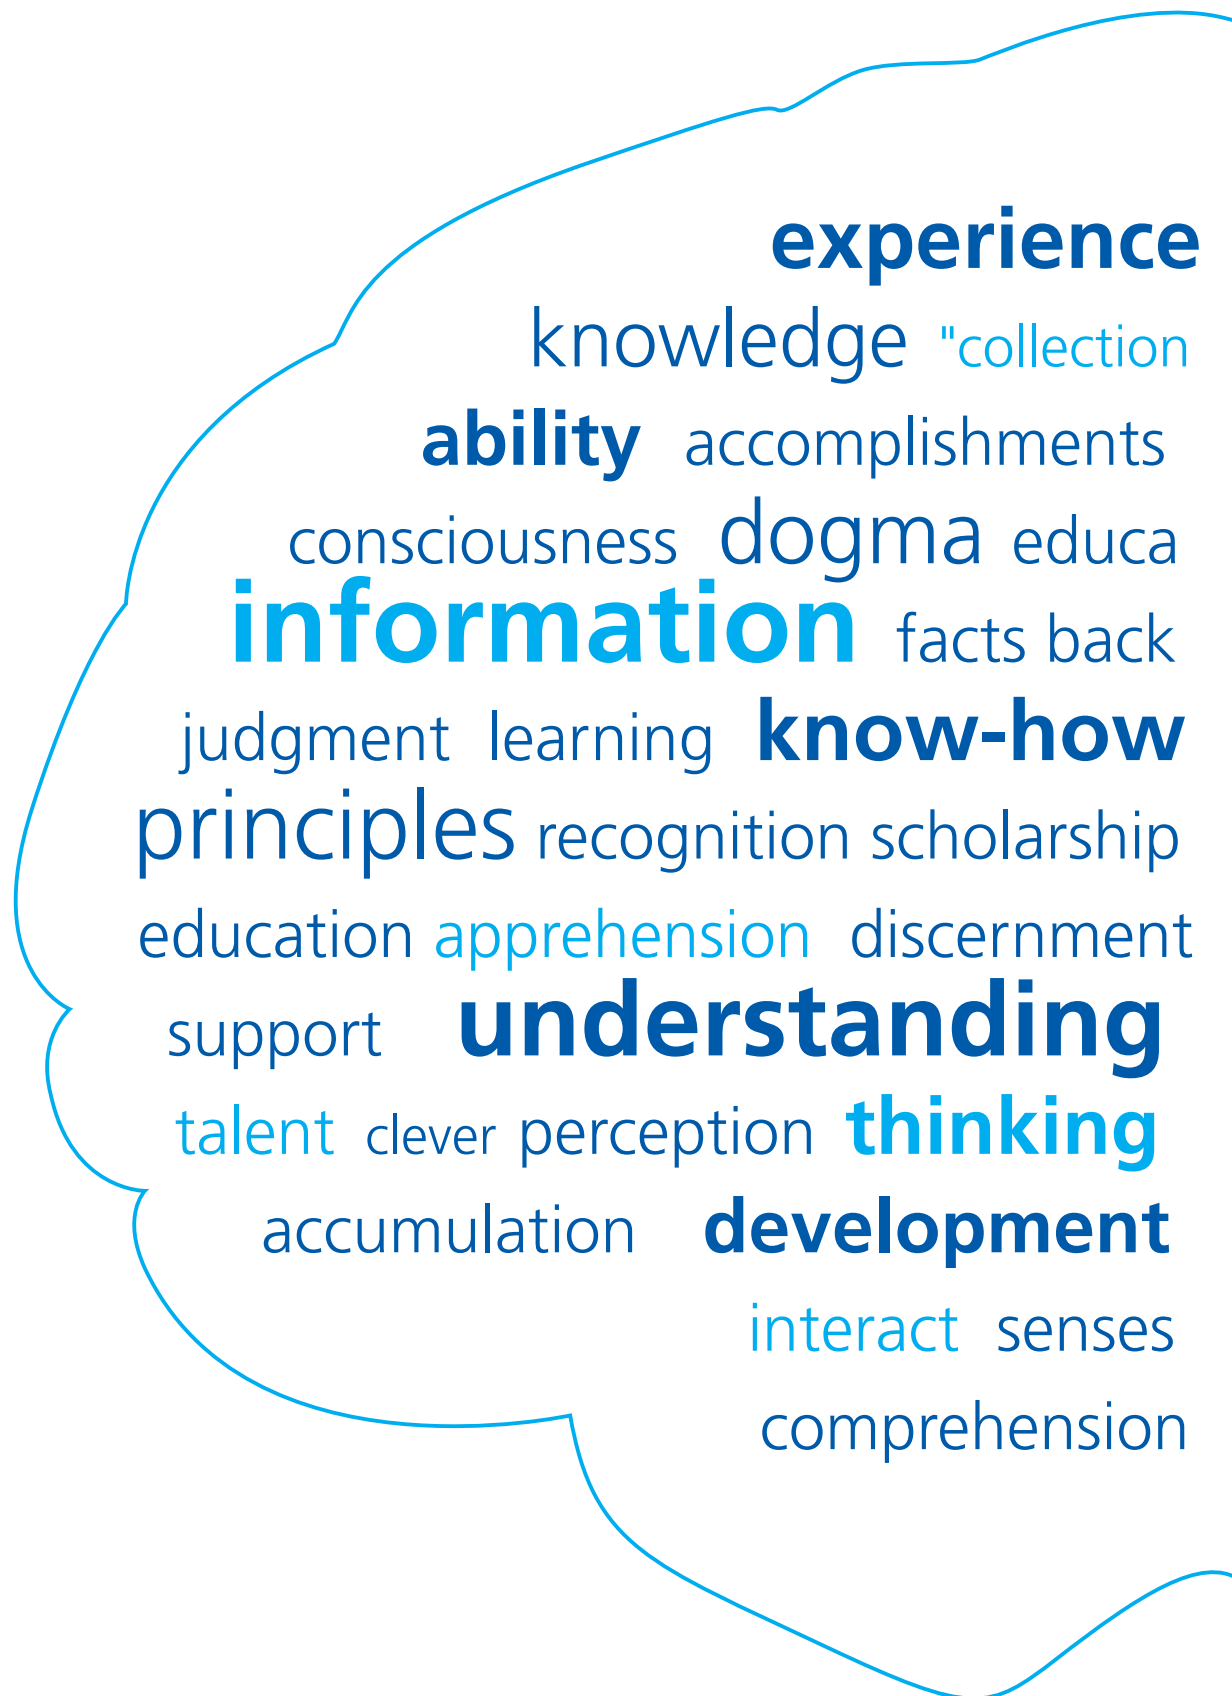 experience
knowledge "collection
ability accomplishments
consciousness dogma educa
information facts back
judgment learning know-how
principles recognition scholarship
education apprehension discernment
support understanding
talent clever perception thinking
accumulation development
interact senses
comprehension